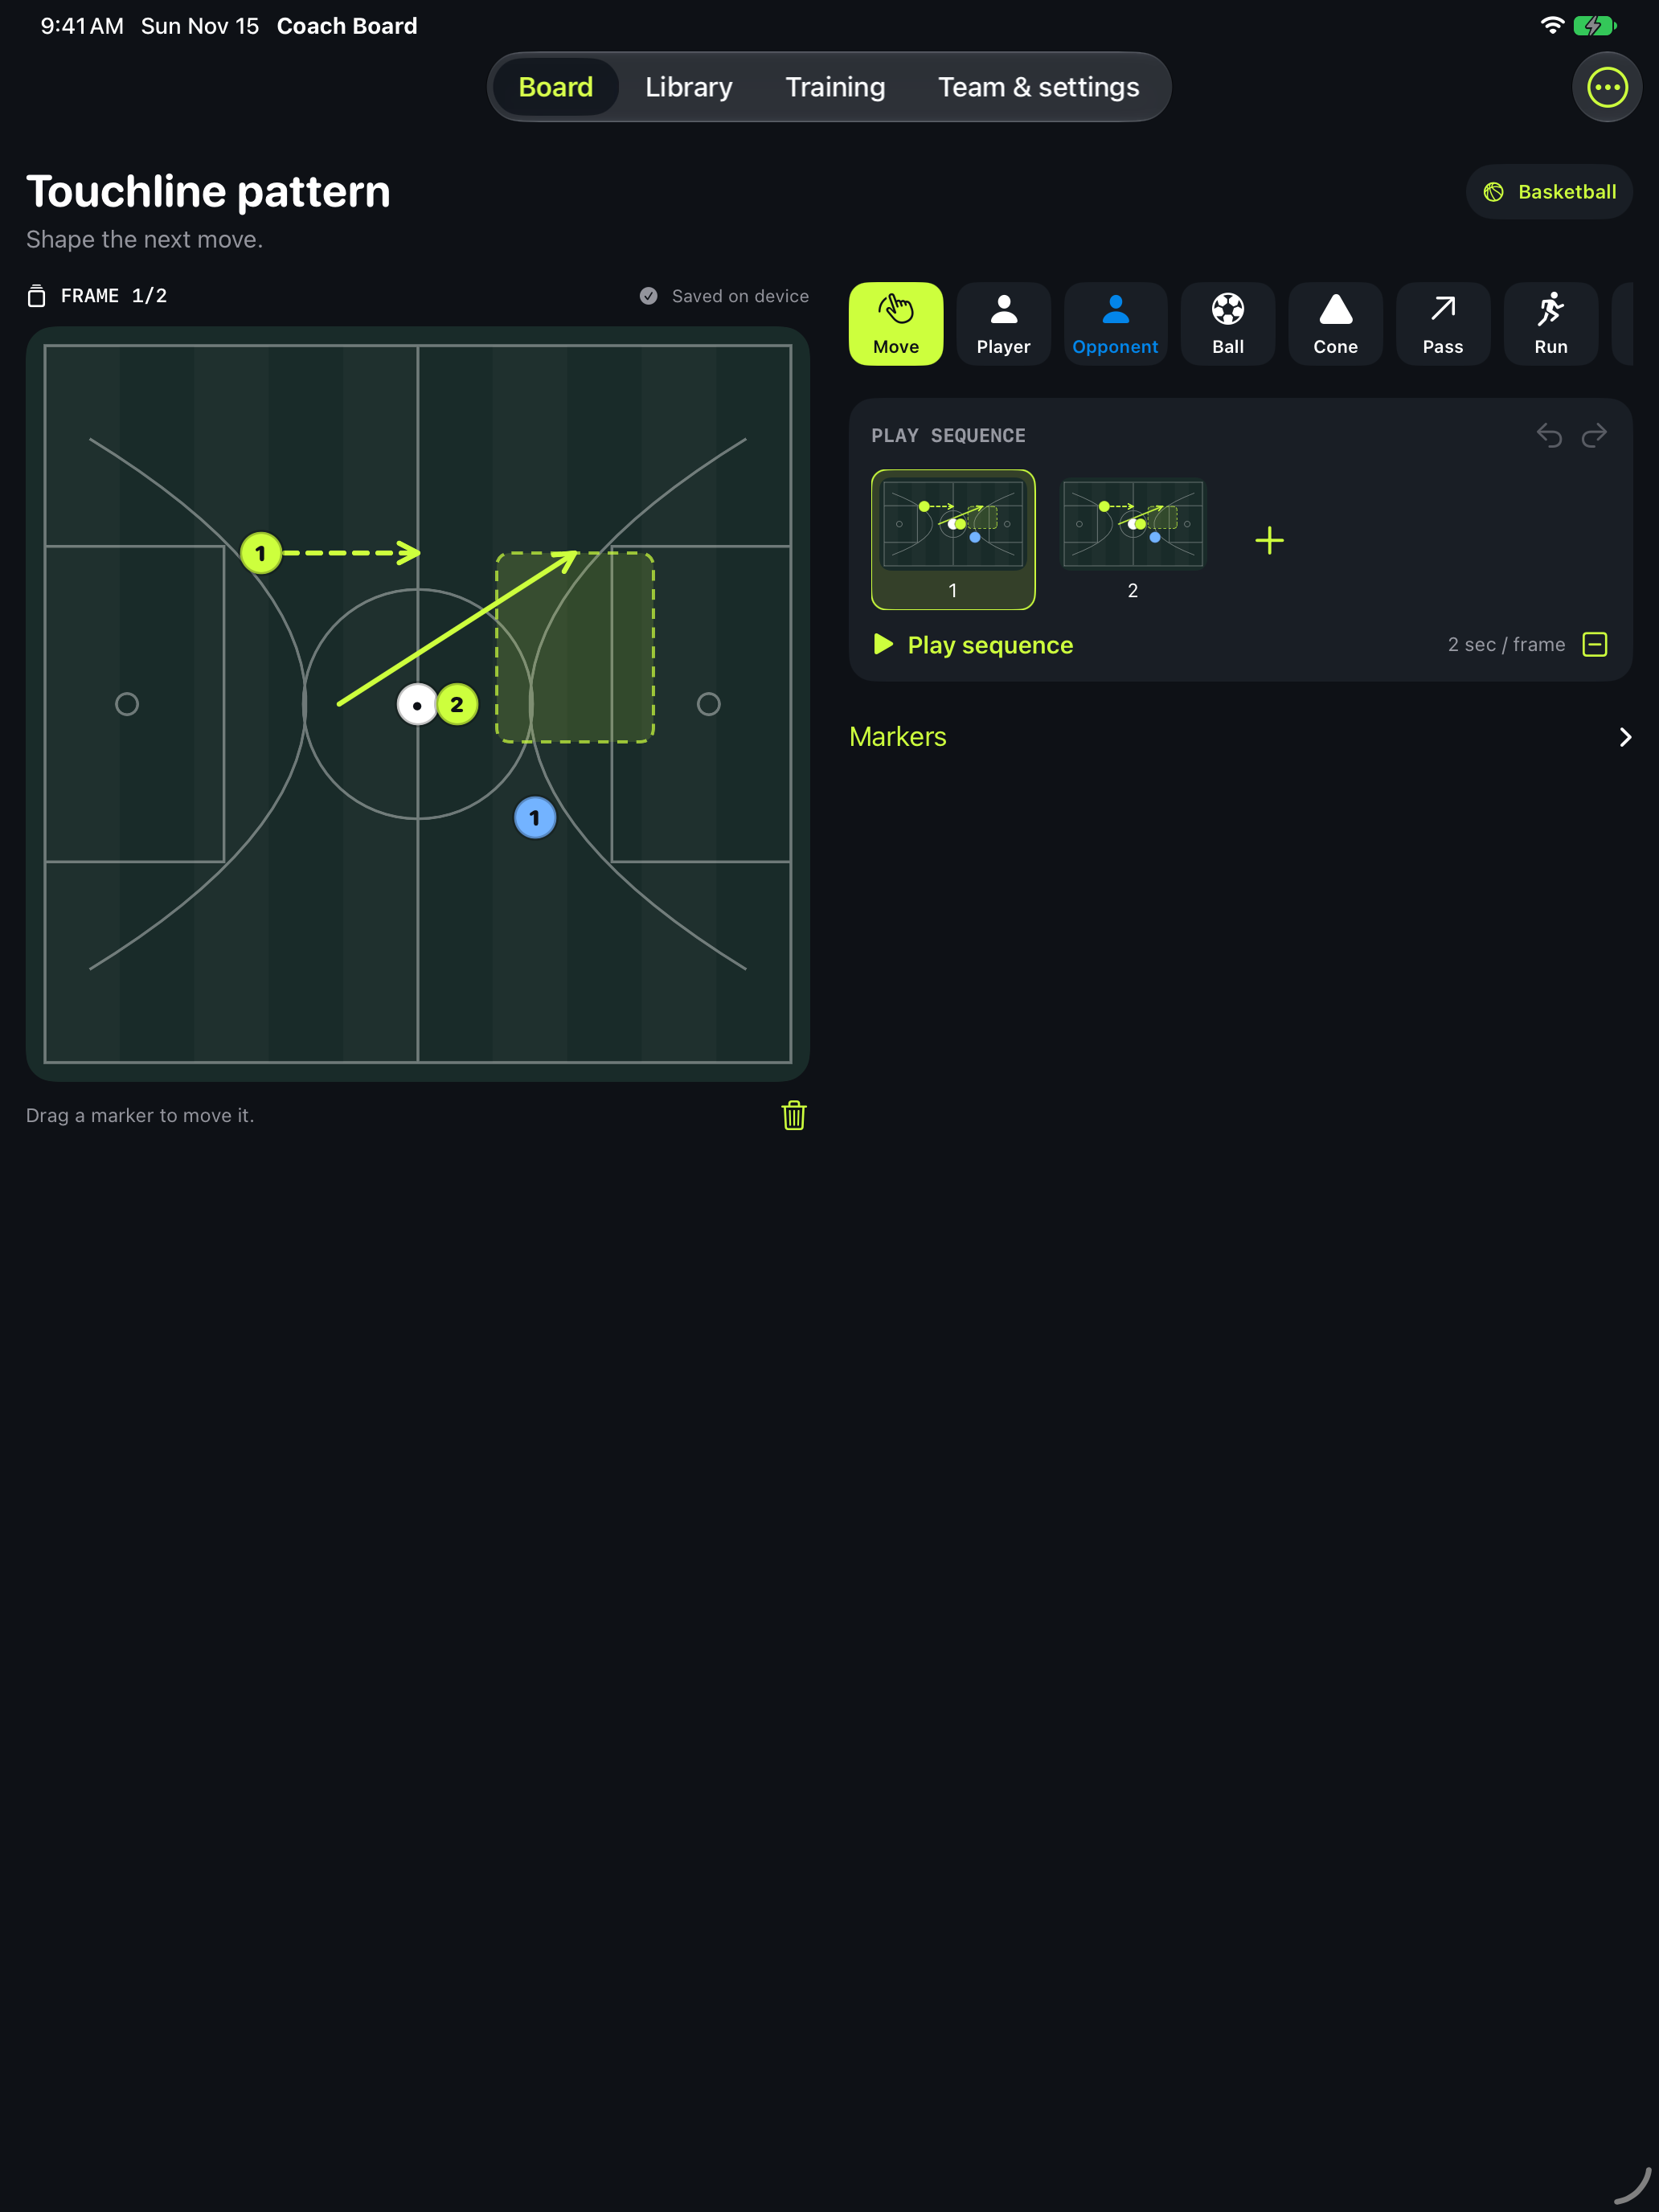 9:41 AM Sun Nov 15 Coach Board
Board Library Training Team & settings
Touchline pattern
Basketball
Shape the next move.
FRAME 1/2
Saved on device
Move Player Opponent Ball Cone Pass Run
PLAY SEQUENCE
1 2
Play sequence
2 sec / frame
Markers
1
2
1
Drag a marker to move it.